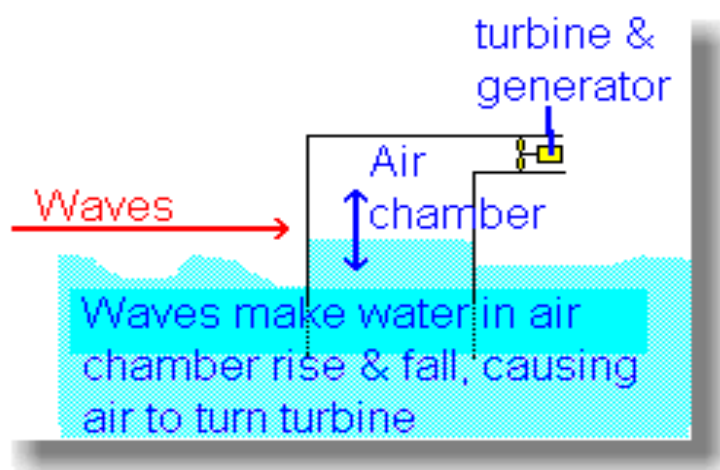 turbine &
generator
Air
chamber
Waves
Waves make water in air
chamber rise & fall, causing
air to turn turbine